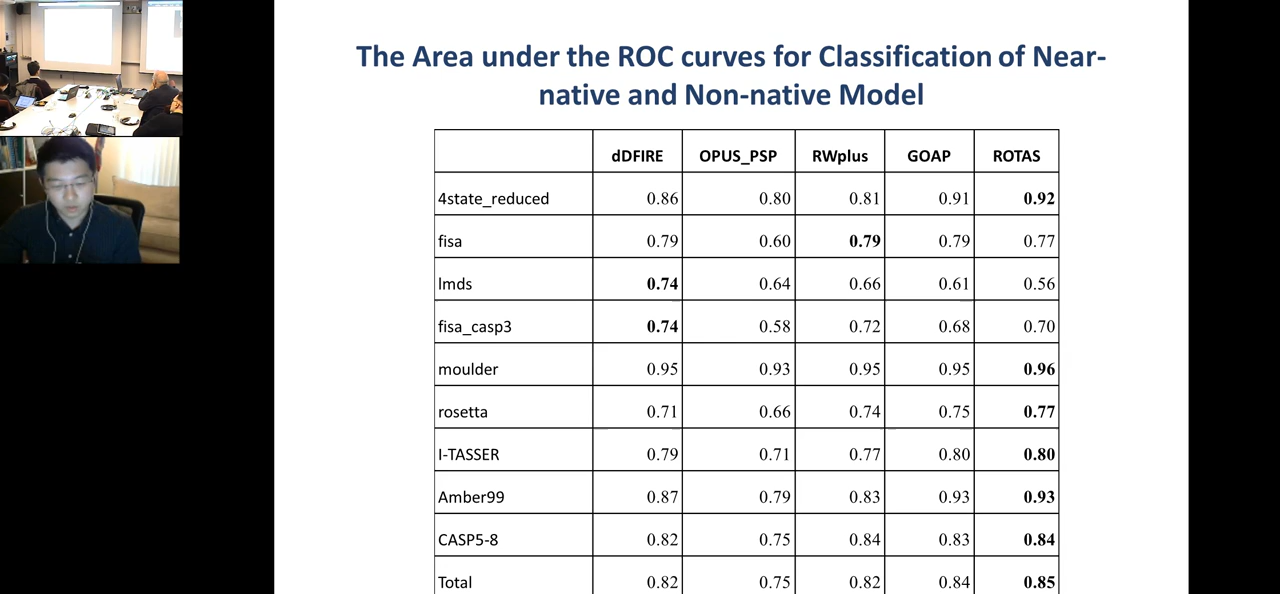 The Area under the ROC curves for Classification of Near-
native and Non-native Model
dDFIRE OPUS_PSP RWplus GOAP ROTAS
4state_reduced 0.86 0.80 0.81 0.91 0.92
fisa 0.79 0.60 0.79 0.79 0.77
lmds 0.74 0.64 0.66 0.61 0.56
fisa_casp3 0.74 0.58 0.72 0.68 0.70
moulder 0.95 0.93 0.95 0.95 0.96
rosetta 0.71 0.66 0.74 0.75 0.77
I-TASSER 0.79 0.71 0.77 0.80 0.80
Amber99 0.87 0.79 0.83 0.93 0.93
CASP5-8 0.82 0.75 0.84 0.83 0.84
Total 0.82 0.75 0.82 0.84 0.85